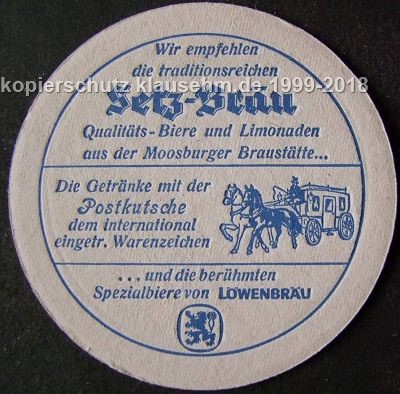 Wir empfehlen
die traditionsreichen
kopierschutz klausehm.de-1999-2018
Setz-Bräu
Qualitäts-Biere und Limonaden
aus der Moosburger Braustätte...
Die Getränke mit der
Postkutsche
dem international
eingetr. Warenzeichen
...und die berühmten
Spezialbiere von LÖWENBRÄU